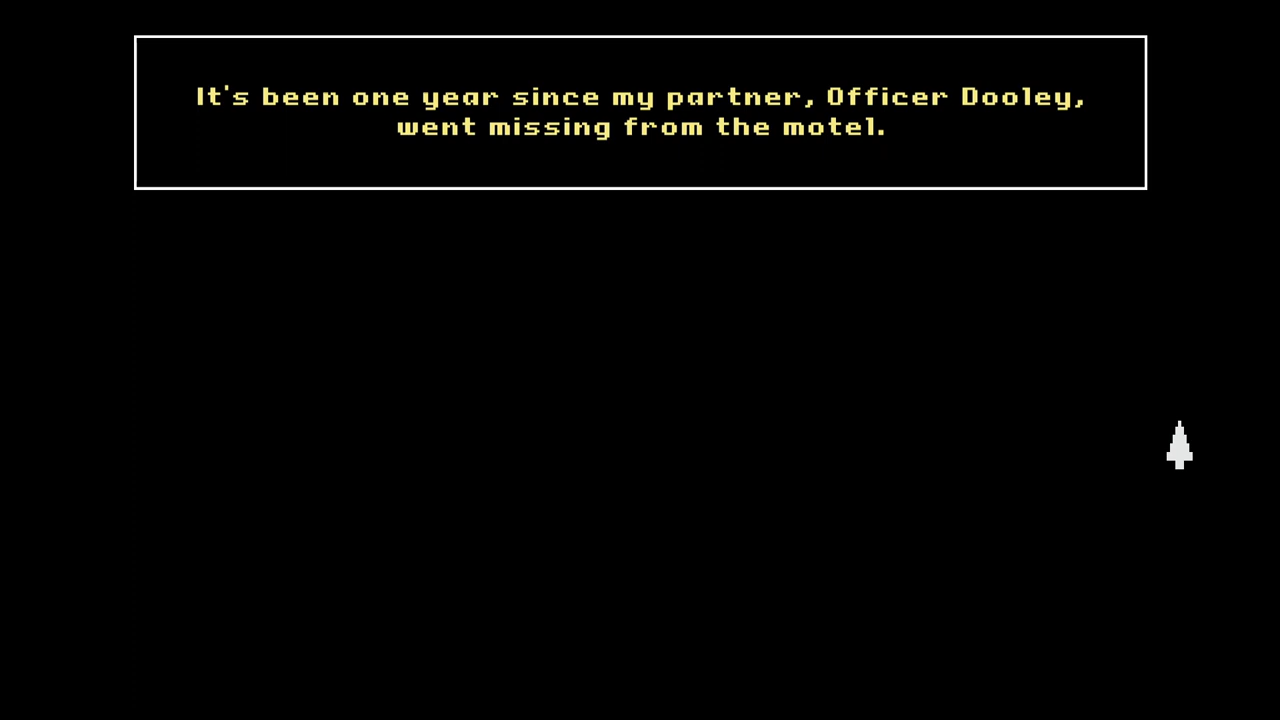 It's been one year since my partner, Officer Dooley,
went missing from the motel.